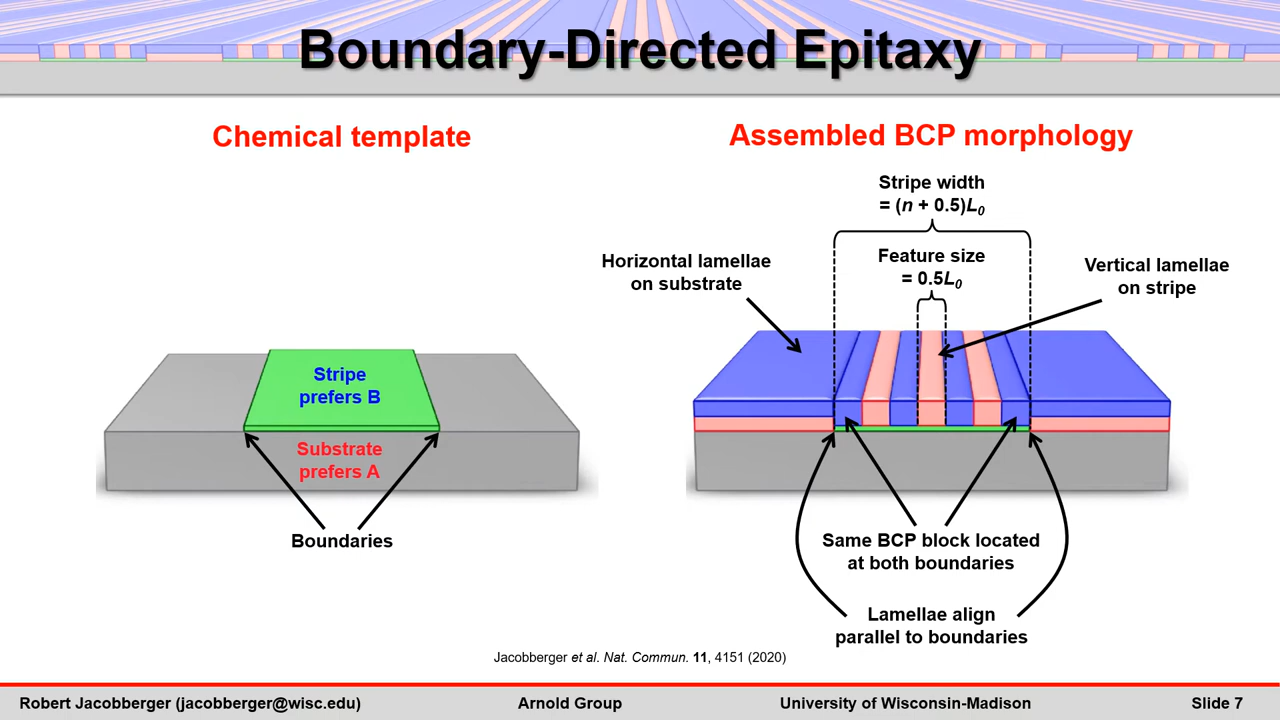 Boundary-Directed Epitaxy
Chemical template
Stripe
prefers B
Substrate
prefers A
Boundaries
Assembled BCP morphology
Stripe width
= (n + 0.5)L₀
Feature size
= 0.5L₀
Horizontal lamellae
on substrate
Vertical lamellae
on stripe
Same BCP block located
at both boundaries
Lamellae align
parallel to boundaries
Jacobberger et al. Nat. Commun. 11, 4151 (2020)
Robert Jacobberger (jacobberger@wisc.edu) Arnold Group University of Wisconsin-Madison Slide 7